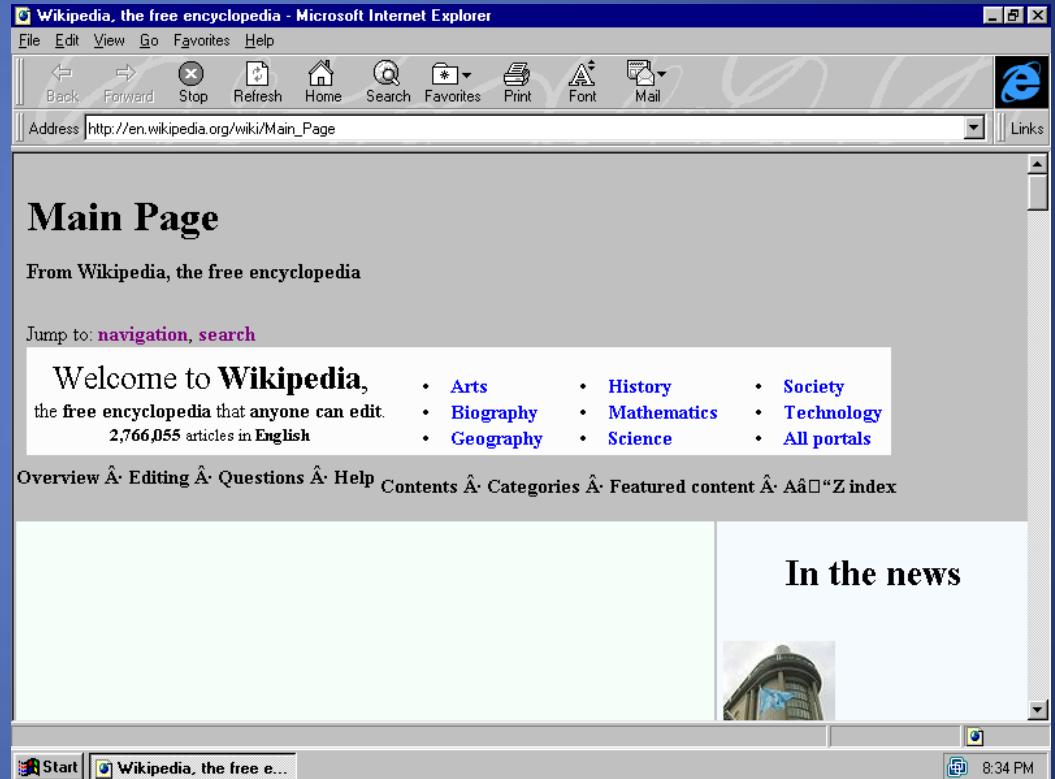 Wikipedia, the free encyclopedia - Microsoft Internet Explorer
File Edit View Go Favorites Help
Back Forward Stop Refresh Home Search Favorites Print Font Mail
Address http://en.wikipedia.org/wiki/Main_Page Links
Main Page
From Wikipedia, the free encyclopedia
Jump to: navigation, search
Welcome to Wikipedia,
the free encyclopedia that anyone can edit.
2,766,055 articles in English
• Arts
• Biography
• Geography
• History
• Mathematics
• Science
• Society
• Technology
• All portals
Overview Â· Editing Â· Questions Â· Help
Contents Â· Categories Â· Featured content Â· Aâ□“Z index
In the news
Start Wikipedia, the free e... 8:34 PM